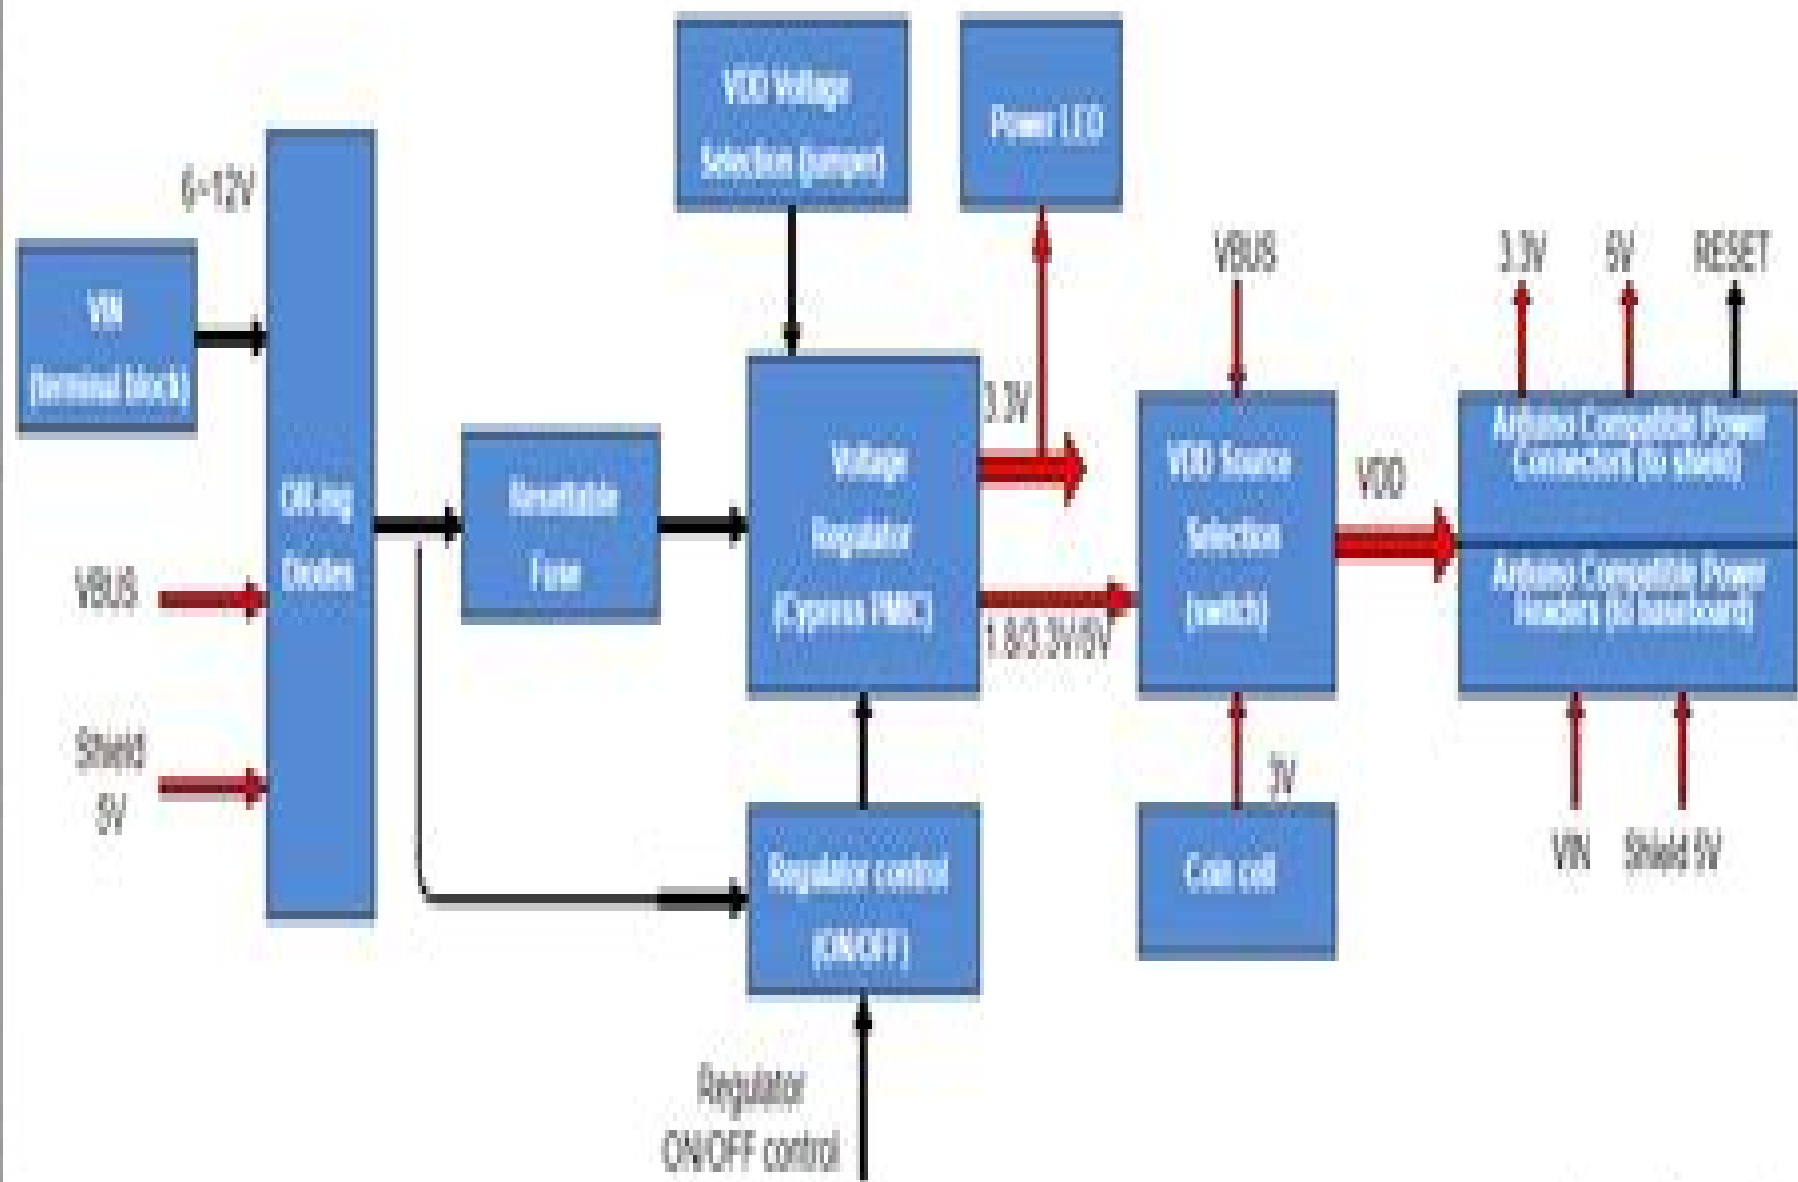 VDD Voltage
Selection (jumper)
Power LED
6~12V
VIN
(terminal block)
VBUS
3.3V
5V
RESET
3.3V
Voltage
Regulator
(Cypress PMIC)
VDD Source
Selection
(switch)
VDD
Arduino Compatible Power
Connectors (to shield)
Arduino Compatible Power
Headers (to baseboard)
OR-ing
Diodes
Resettable
Fuse
VBUS
1.8/3.3V/5V
Shield
5V
3V
VIN
Shield 5V
Regulator control
(ON/OFF)
Coin cell
Regulator
ON/OFF control